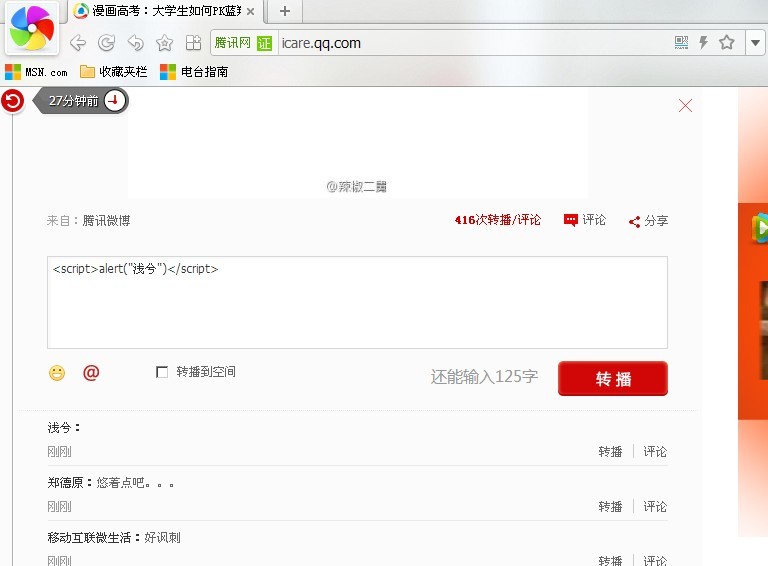 漫画高考：大学生如何PK蓝
腾讯网 证 icare.qq.com
MSN.com 收藏夹栏 电台指南
27分钟前
@辣椒二舅
来自：腾讯微博 416次转播/评论 评论 分享
<script>alert("浅兮")</script>
@ 转播到空间 还能输入125字 转播
浅兮：
刚刚 转播 评论
郑德原：悠着点吧。。。
刚刚 转播 评论
移动互联微生活：好讽刺
刚刚 转播 评论